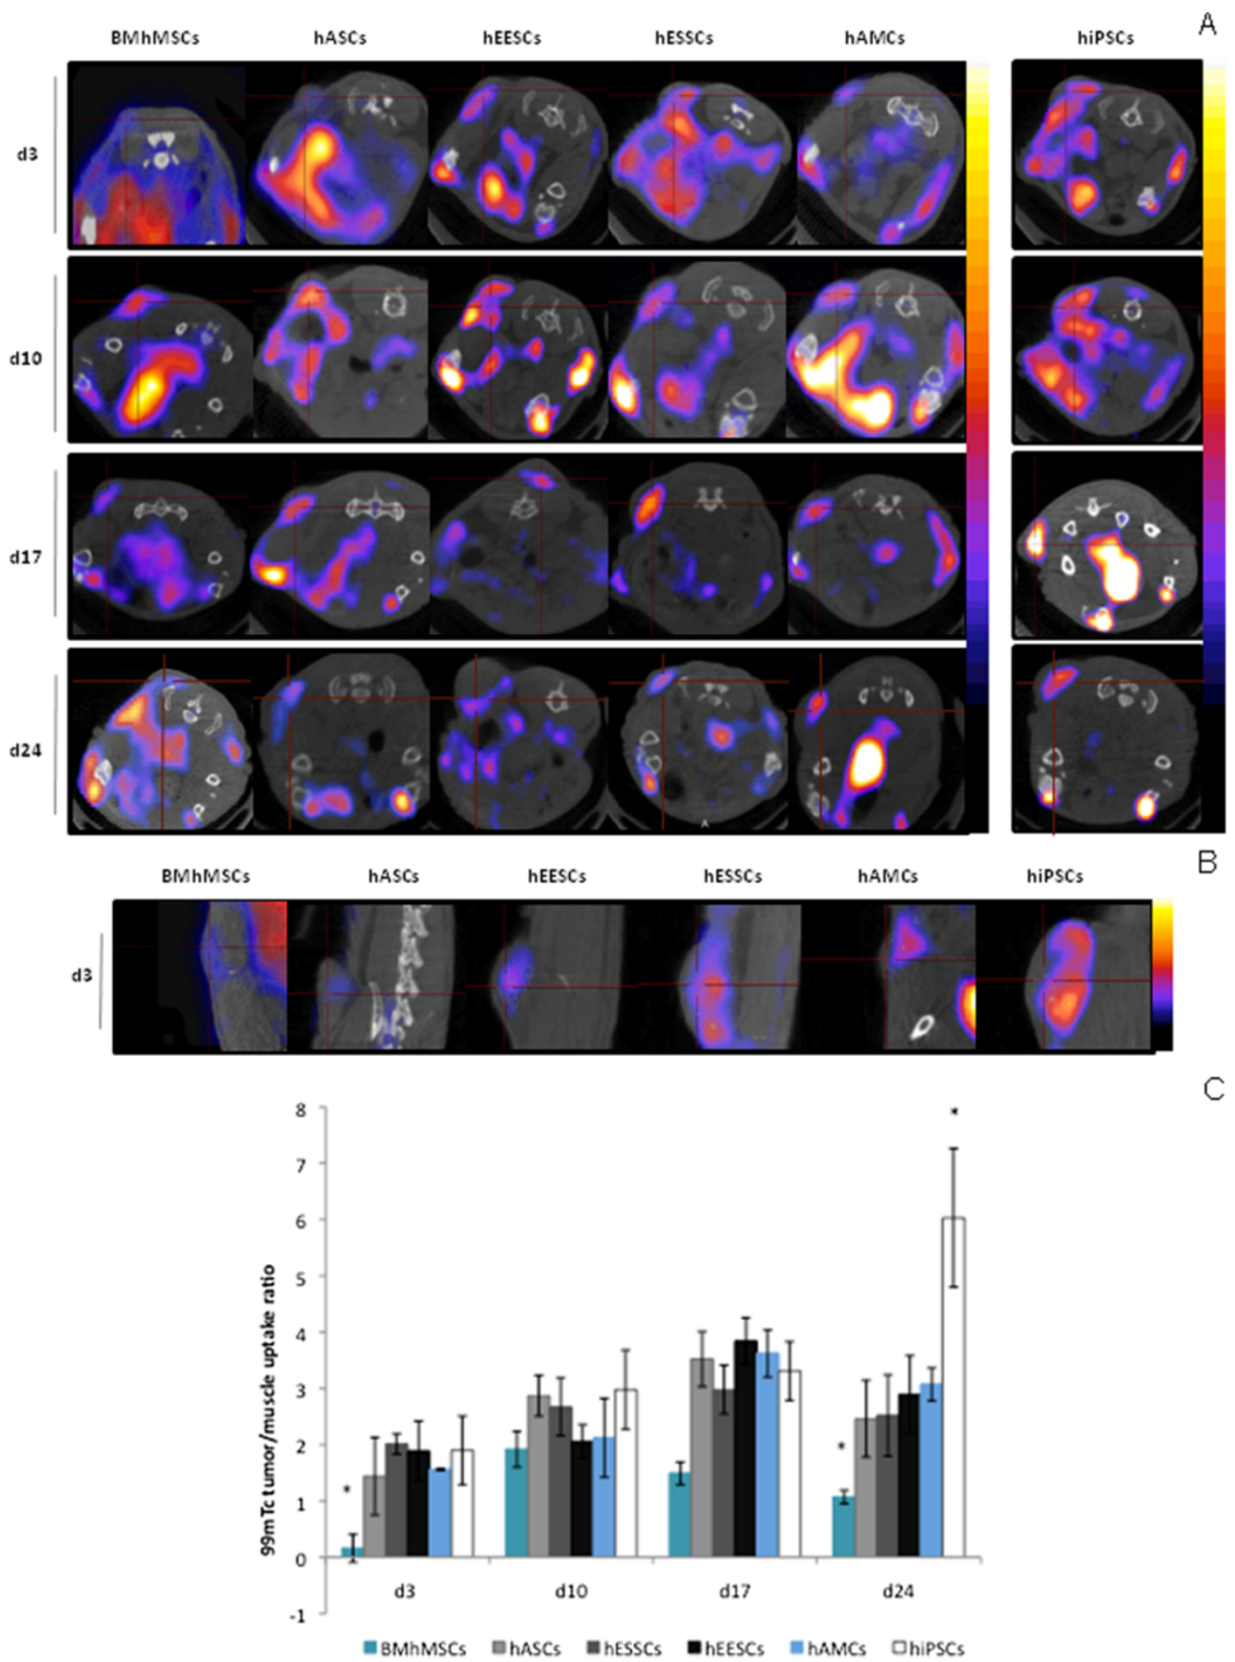 A
BMhMSCs hASCs hEESCs hESSCs hAMCs hiPSCs
d3
d10
d17
d24
A
B
BMhMSCs hASCs hEESCs hESSCs hAMCs hiPSCs
d3
C
99mTc tumor/muscle uptake ratio
8
7
6
5
4
3
2
1
0
-1
*
*
*
d3 d10 d17 d24
BMhMSCs hASCs hESSCs hEESCs hAMCs hiPSCs